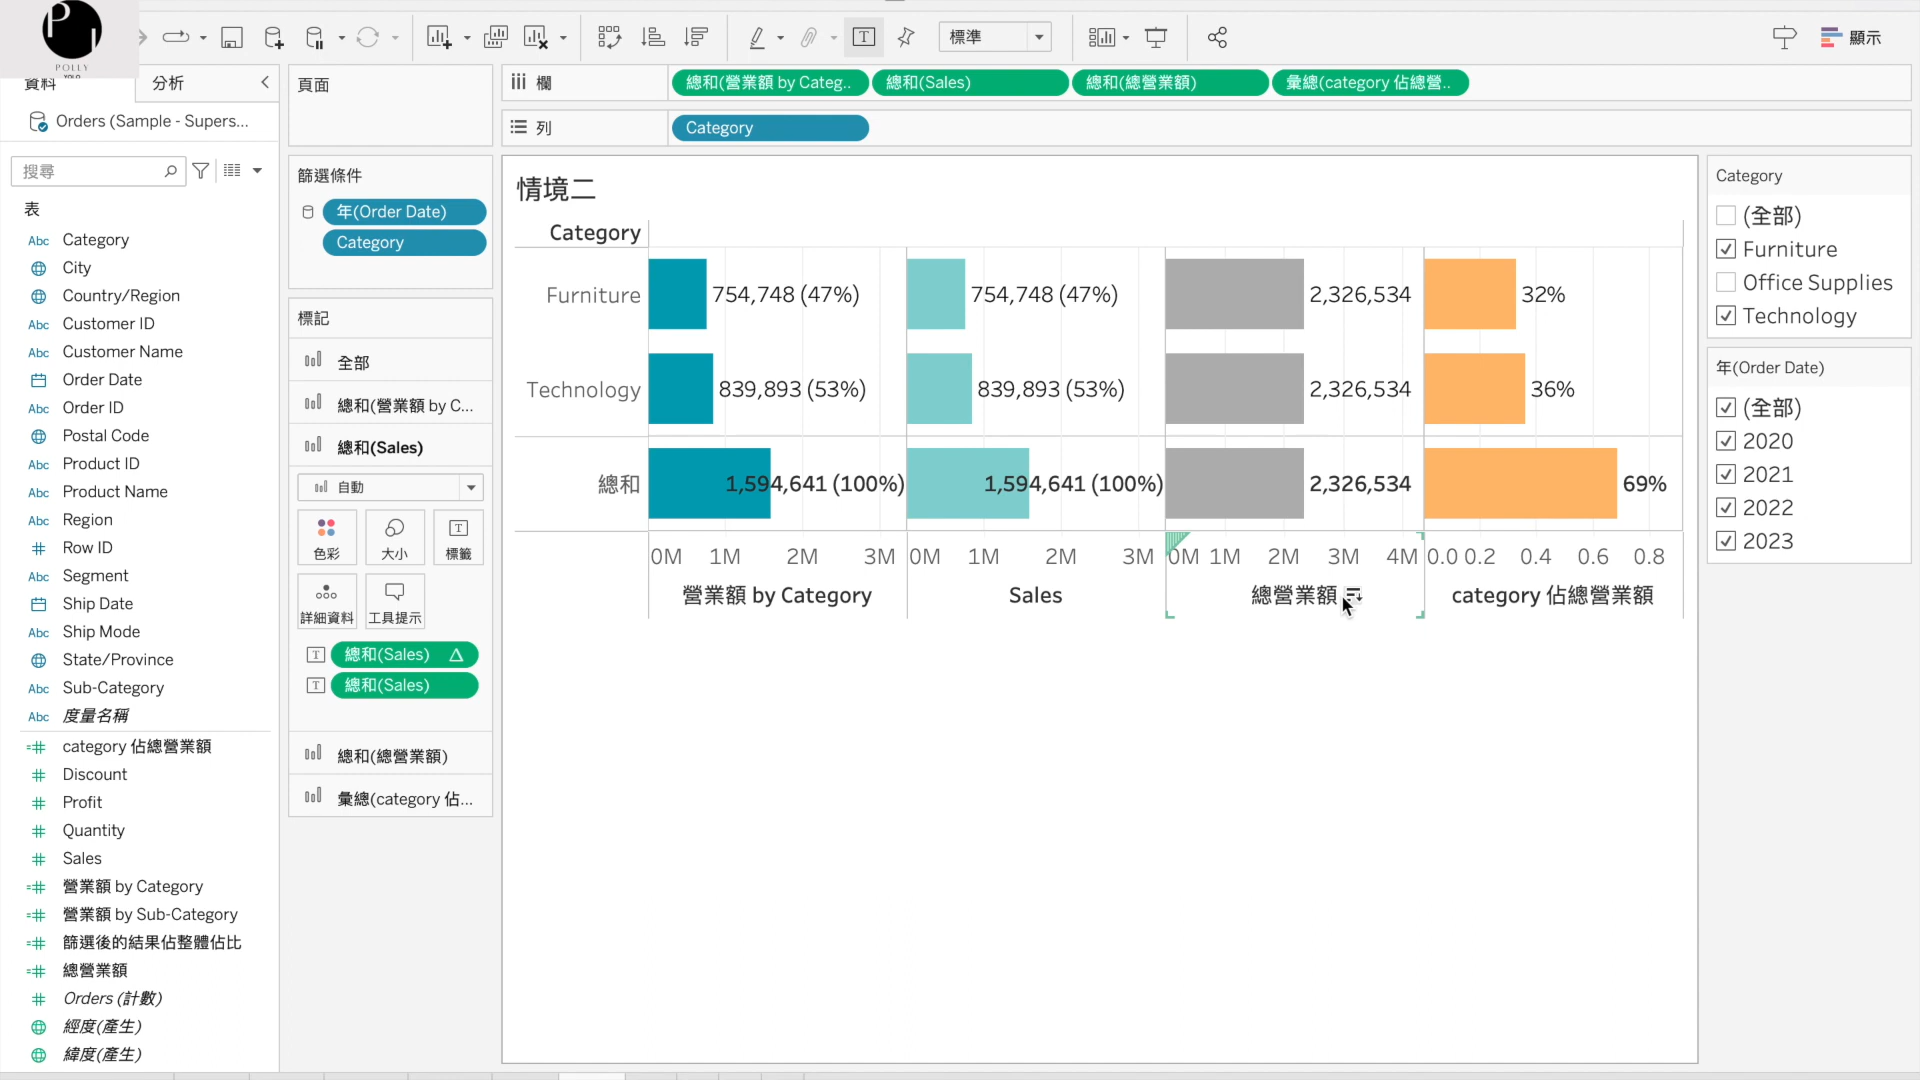 POLLY
YOLO
標準
顯示
資料
分析
Orders (Sample - Supers...
搜尋
表
Category
City
Country/Region
Customer ID
Customer Name
Order Date
Order ID
Postal Code
Product ID
Product Name
Region
Row ID
Segment
Ship Date
Ship Mode
State/Province
Sub-Category
度量名稱
category 佔總營業額
Discount
Profit
Quantity
Sales
營業額 by Category
營業額 by Sub-Category
篩選後的結果佔整體佔比
總營業額
Orders (計數)
經度(產生)
緯度(產生)
頁面
篩選條件
年(Order Date)
Category
標記
全部
總和(營業額 by C...
總和(Sales)
自動
色彩
大小
標籤
詳細資料
工具提示
總和(Sales)
總和(Sales)
總和(總營業額)
彙總(category 佔...
欄
總和(營業額 by Categ..
總和(Sales)
總和(總營業額)
彙總(category 佔總營..
列
Category
情境二
Category
Furniture
754,748 (47%)
754,748 (47%)
2,326,534
32%
Technology
839,893 (53%)
839,893 (53%)
2,326,534
36%
總和
1,594,641 (100%)
1,594,641 (100%)
2,326,534
69%
0M 1M 2M 3M
0M 1M 2M 3M
0M 1M 2M 3M 4M
0.0 0.2 0.4 0.6 0.8
營業額 by Category
Sales
總營業額
category 佔總營業額
Category
(全部)
Furniture
Office Supplies
Technology
年(Order Date)
(全部)
2020
2021
2022
2023